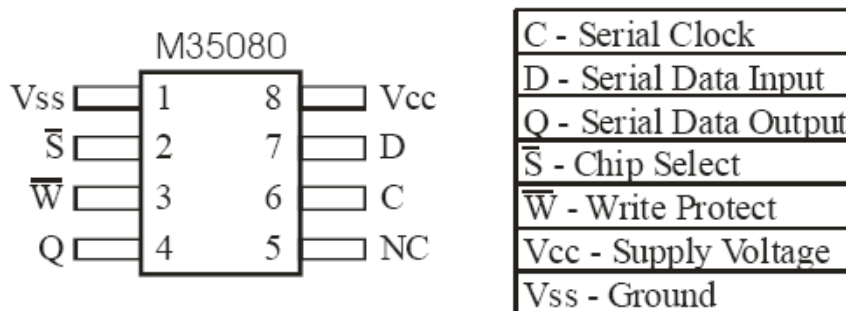 M35080
Vss 1 8 Vcc
S̅ 2 7 D
W̅ 3 6 C
Q 4 5 NC
C - Serial Clock
D - Serial Data Input
Q - Serial Data Output
S̅ - Chip Select
W̅ - Write Protect
Vcc - Supply Voltage
Vss - Ground